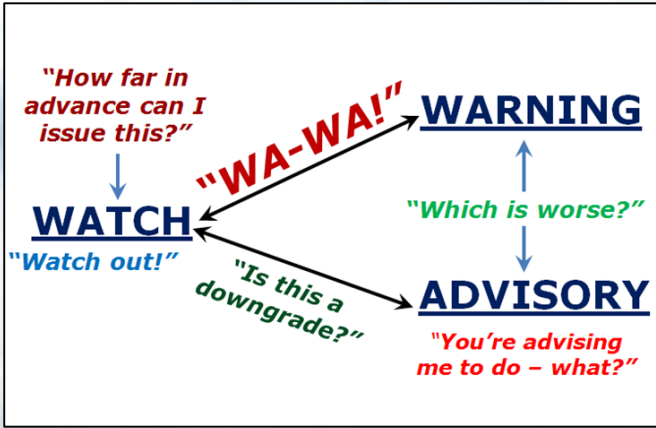 “How far in
advance can I
issue this?”
“WA-WA!”
WARNING
WATCH
“Watch out!”
“Which is worse?”
“Is this a
downgrade?”
ADVISORY
“You’re advising
me to do – what?”